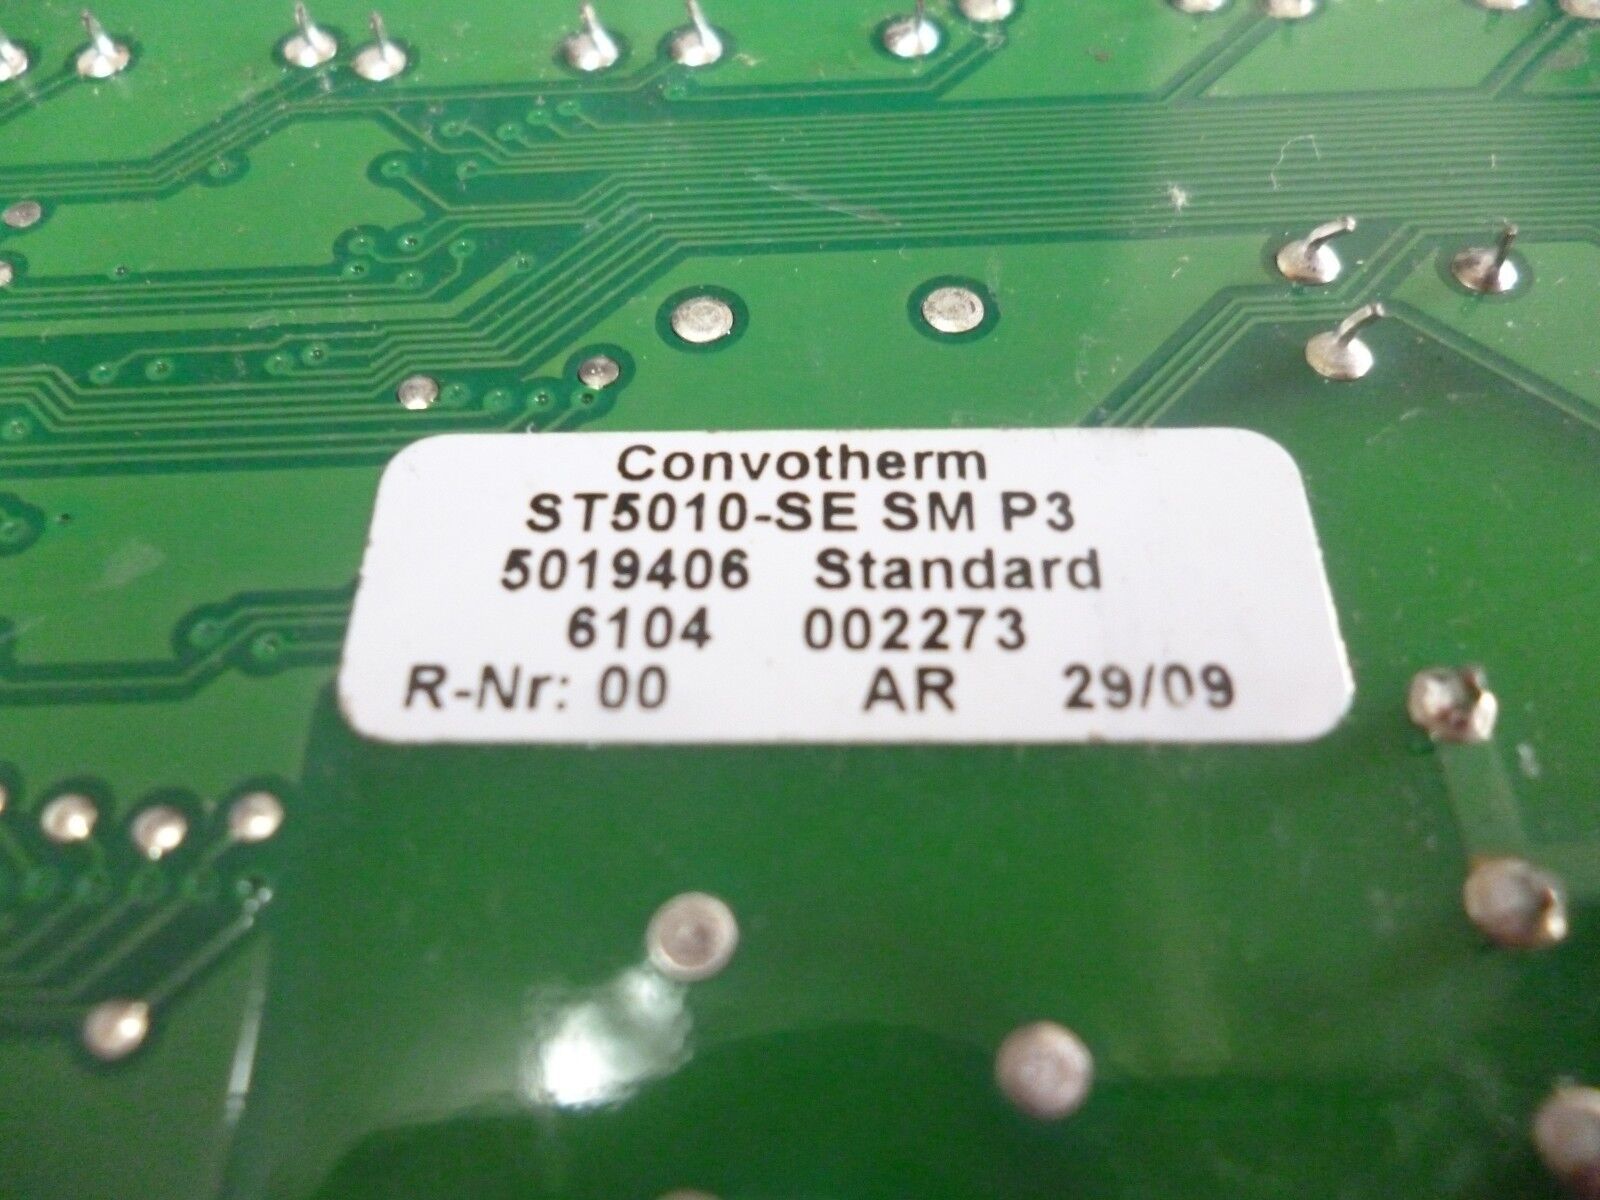 Convotherm
ST5010-SE SM P3
5019406 Standard
6104 002273
R-Nr: 00 AR 29/09